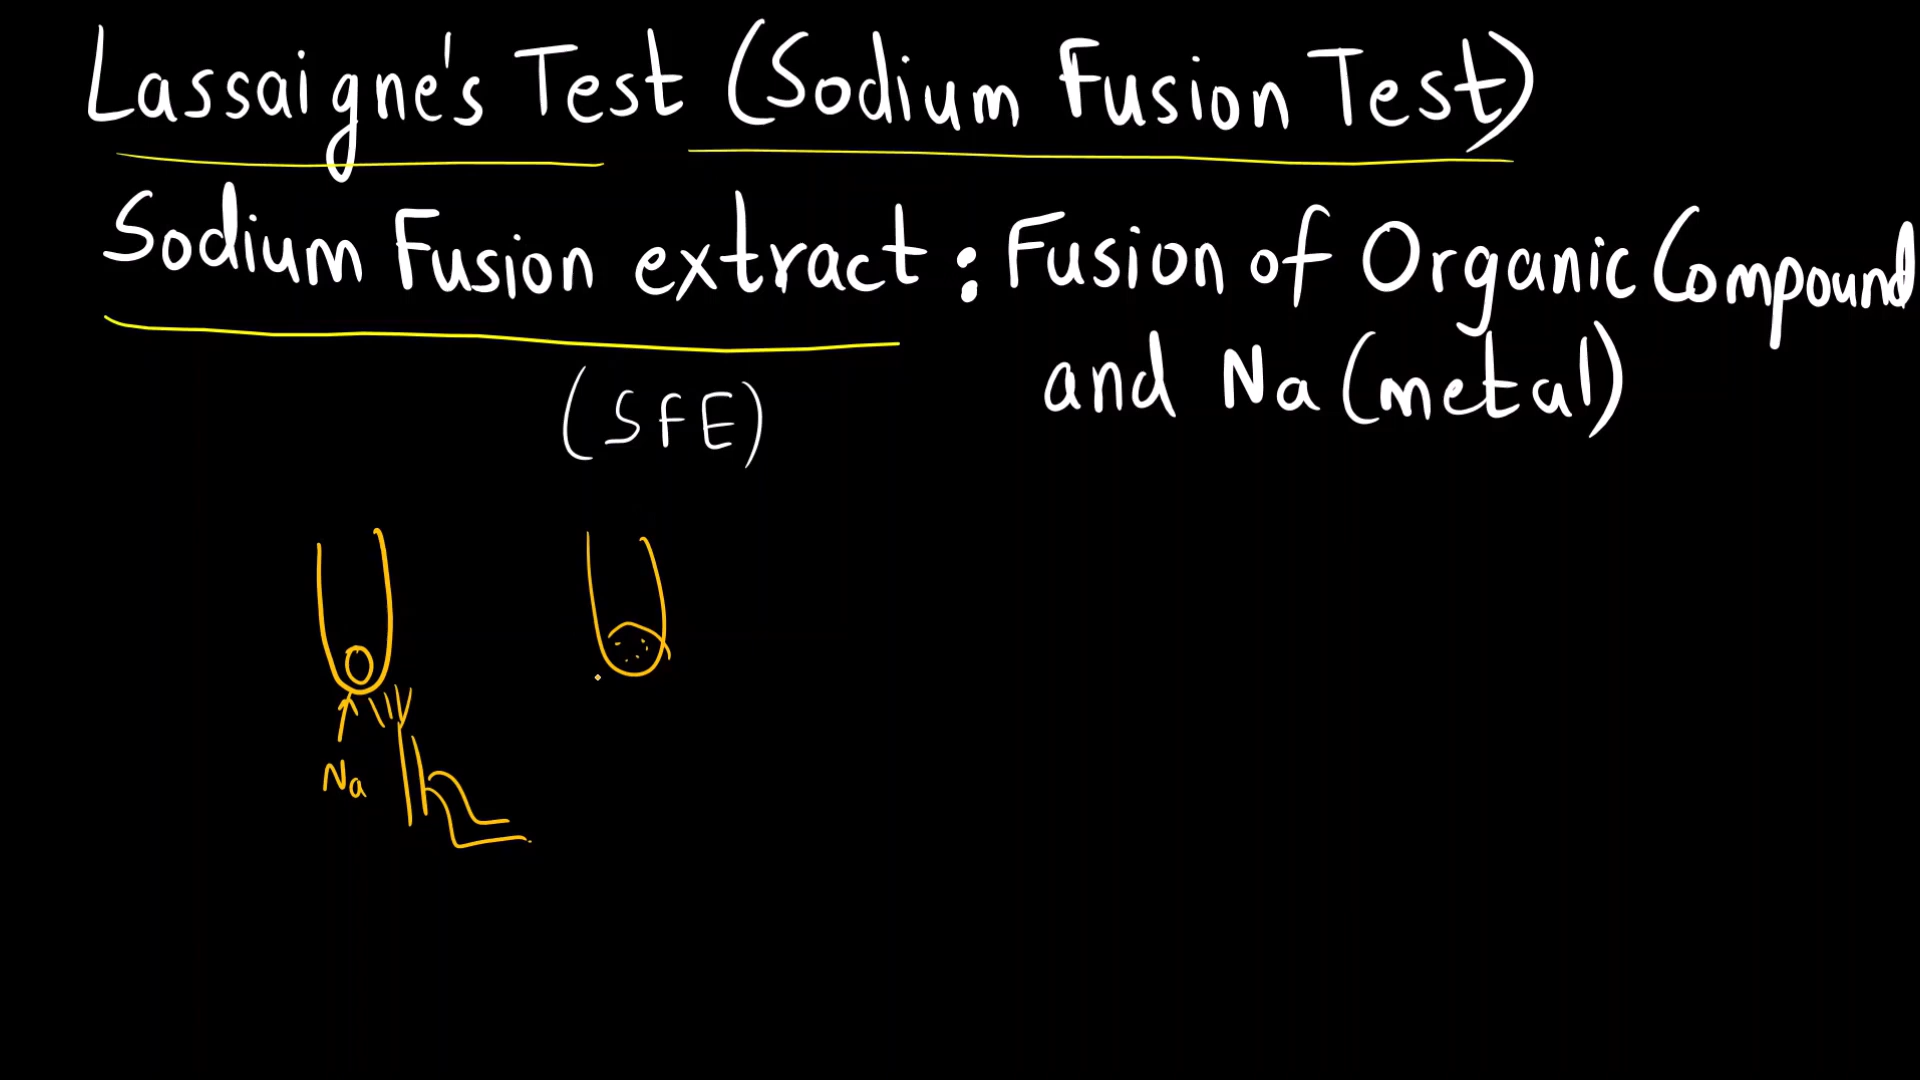 Lassaigne's Test (Sodium Fusion Test)
Sodium Fusion extract : Fusion of Organic Compound
and Na (metal)
(SFE)
Na